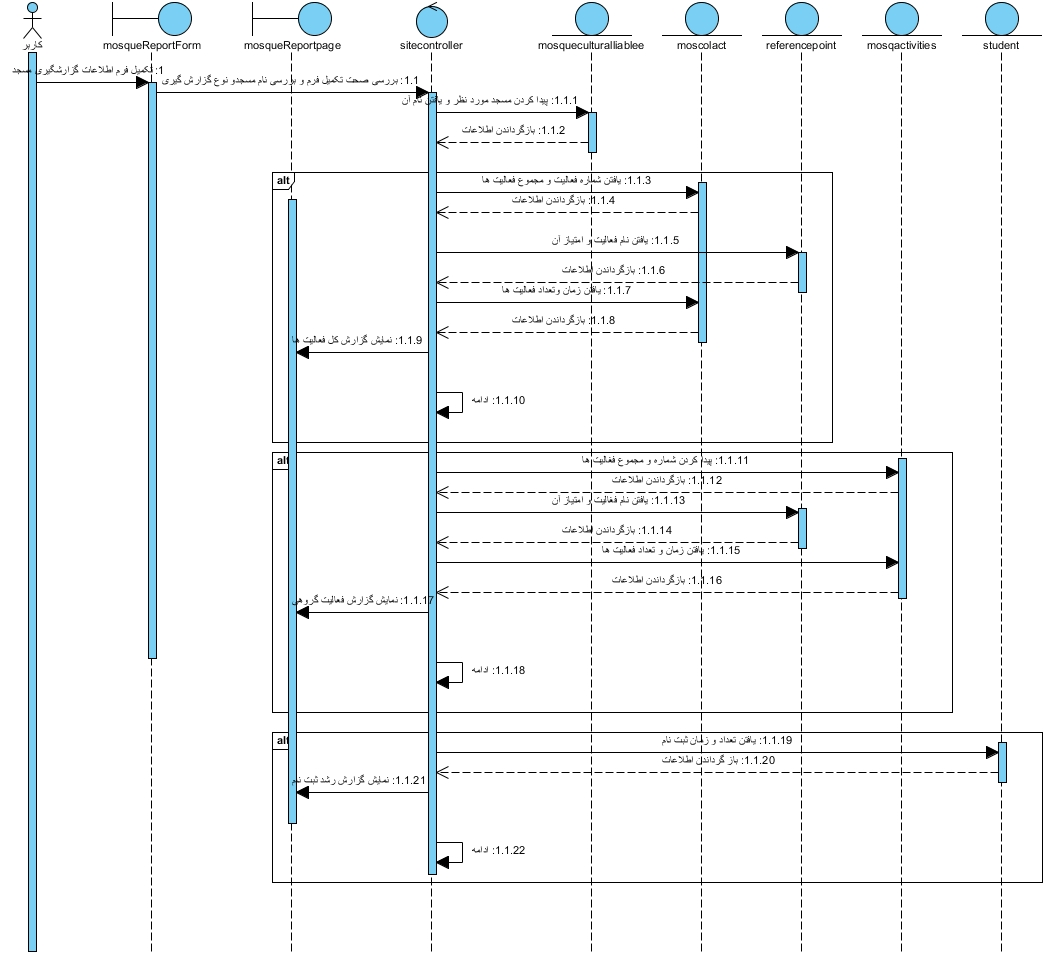 کاربر
mosqueReportForm
mosqueReportpage
sitecontroller
mosqueculturalliablee
moscolact
referencepoint
mosqactivities
student
1: تکمیل فرم اطلاعات گزارشگیری مسجد
1.1: بررسی صحت تکمیل فرم و بررسی نام مسجدو نوع گزارش گیری
1.1.1: پیدا کردن مسجد مورد نظر و یافتن نام آن
1.1.2: بازگرداندن اطلاعات
alt
1.1.3: یافتن شماره فعالیت و مجموع فعالیت ها
1.1.4: بازگرداندن اطلاعات
1.1.5: یافتن نام فعالیت و امتیاز آن
1.1.6: بازگرداندن اطلاعات
1.1.7: یافتن زمان وتعداد فعالیت ها
1.1.8: بازگرداندن اطلاعات
1.1.9: نمایش گزارش کل فعالیت ها
1.1.10: ادامه
alt
1.1.11: پیدا کردن شماره و مجموع فعالیت ها
1.1.12: بازگرداندن اطلاعات
1.1.13: یافتن نام فعالیت و امتیاز آن
1.1.14: بازگرداندن اطلاعات
1.1.15: یافتن زمان و تعداد فعالیت ها
1.1.16: بازگرداندن اطلاعات
1.1.17: نمایش گزارش فعالیت گروهی
1.1.18: ادامه
alt
1.1.19: یافتن تعداد و زمان ثبت نام
1.1.20: باز گرداندن اطلاعات
1.1.21: نمایش گزارش رشد ثبت نام
1.1.22: ادامه